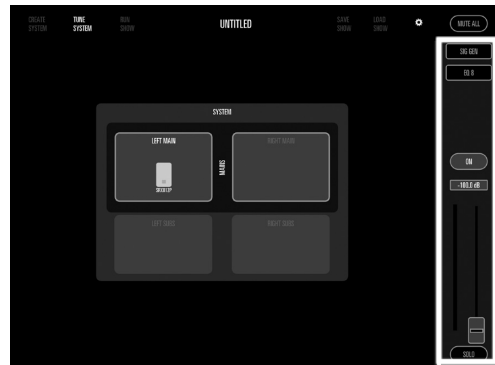 CREATE SYSTEM
TUNE SYSTEM
RUN SHOW
UNTITLED
SAVE SHOW
LOAD SHOW
MUTE ALL
SIG GEN
EQ 8
SYSTEM
LEFT MAIN
RIGHT MAIN
MAINS
ON
-100.0 dB
LEFT SUBS
RIGHT SUBS
SOLO